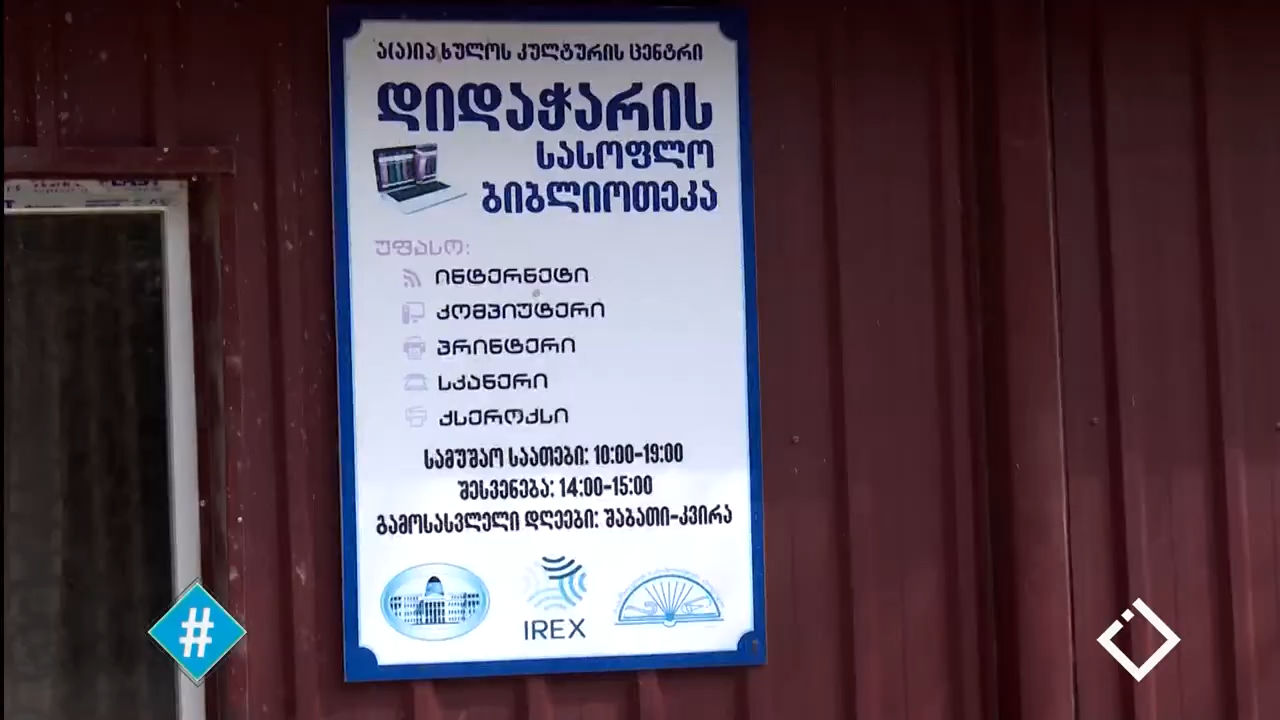 ა(ა)იპ ხულოს კულტურის ცენტრი
დიდაჭარის
სასოფლო
ბიბლიოთეკა
უფასო:
ინტერნეტი
კომპიუტერი
პრინტერი
სკანერი
ქსეროქსი
სამუშაო საათები: 10:00-19:00
შესვენება: 14:00-15:00
გამოსასვლელი დღეები: შაბათი-კვირა
IREX
#